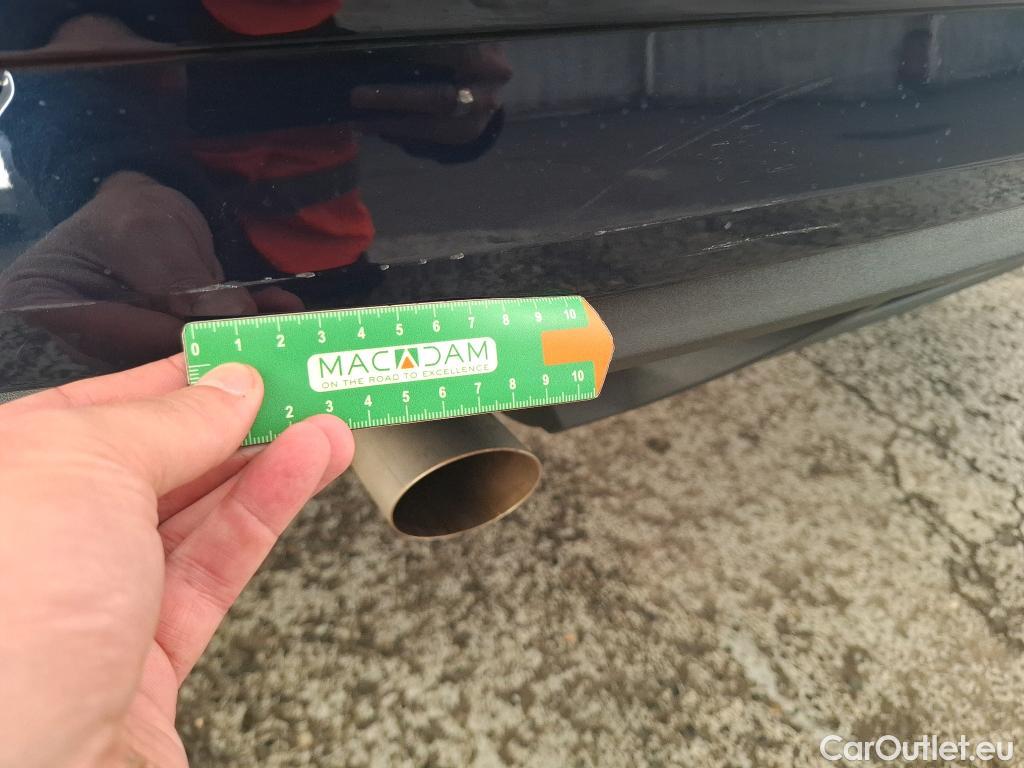 0 1 2 3 4 5 6 7 8 9 10
MACADAM
ON THE ROAD TO EXCELLENCE
2 3 4 5 6 7 8 9 10
CarOutlet.eu